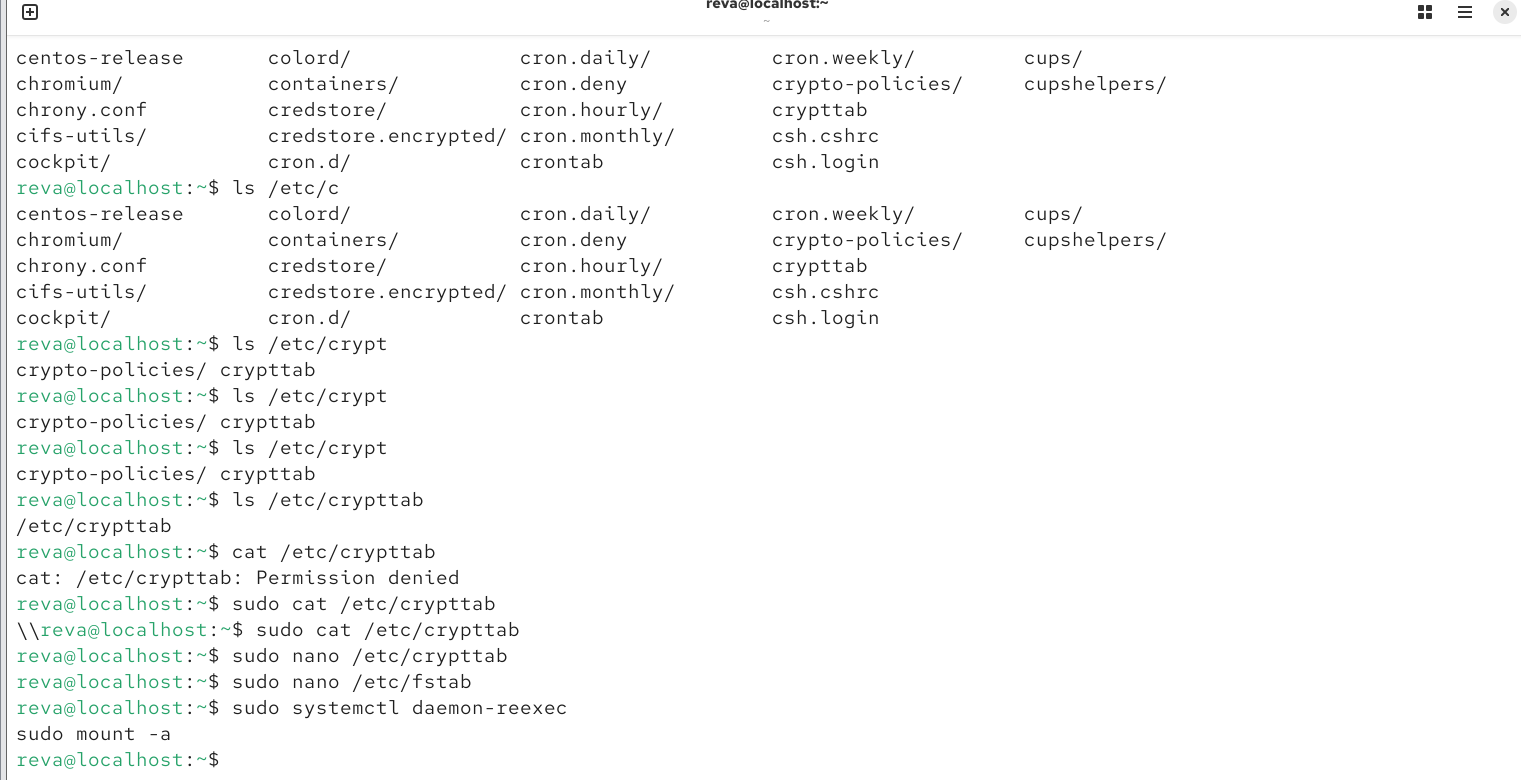 reva@localhost:~
~
centos-release colord/ cron.daily/ cron.weekly/ cups/
chromium/ containers/ cron.deny crypto-policies/ cupshelpers/
chrony.conf credstore/ cron.hourly/ crypttab
cifs-utils/ credstore.encrypted/ cron.monthly/ csh.cshrc
cockpit/ cron.d/ crontab csh.login
reva@localhost:~$ ls /etc/c
centos-release colord/ cron.daily/ cron.weekly/ cups/
chromium/ containers/ cron.deny crypto-policies/ cupshelpers/
chrony.conf credstore/ cron.hourly/ crypttab
cifs-utils/ credstore.encrypted/ cron.monthly/ csh.cshrc
cockpit/ cron.d/ crontab csh.login
reva@localhost:~$ ls /etc/crypt
crypto-policies/ crypttab
reva@localhost:~$ ls /etc/crypt
crypto-policies/ crypttab
reva@localhost:~$ ls /etc/crypt
crypto-policies/ crypttab
reva@localhost:~$ ls /etc/crypttab
/etc/crypttab
reva@localhost:~$ cat /etc/crypttab
cat: /etc/crypttab: Permission denied
reva@localhost:~$ sudo cat /etc/crypttab
\\reva@localhost:~$ sudo cat /etc/crypttab
reva@localhost:~$ sudo nano /etc/crypttab
reva@localhost:~$ sudo nano /etc/fstab
reva@localhost:~$ sudo systemctl daemon-reexec
sudo mount -a
reva@localhost:~$